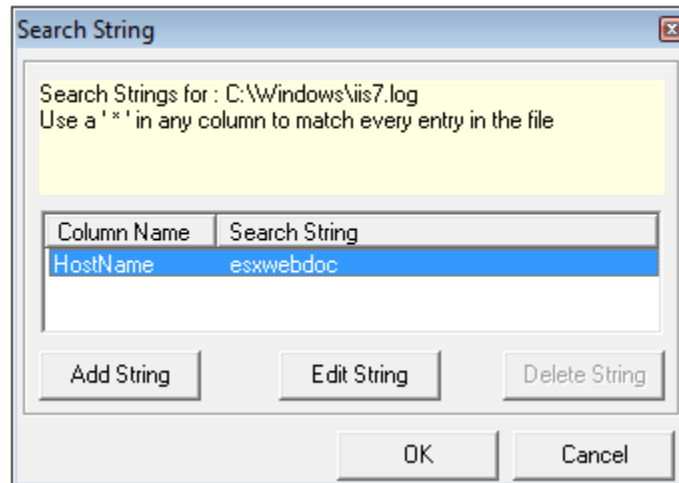 Search String
Search Strings for : C:\Windows\iis7.log
Use a ' * ' in any column to match every entry in the file
Column Name Search String
HostName esxwebdoc
Add String Edit String Delete String
OK Cancel